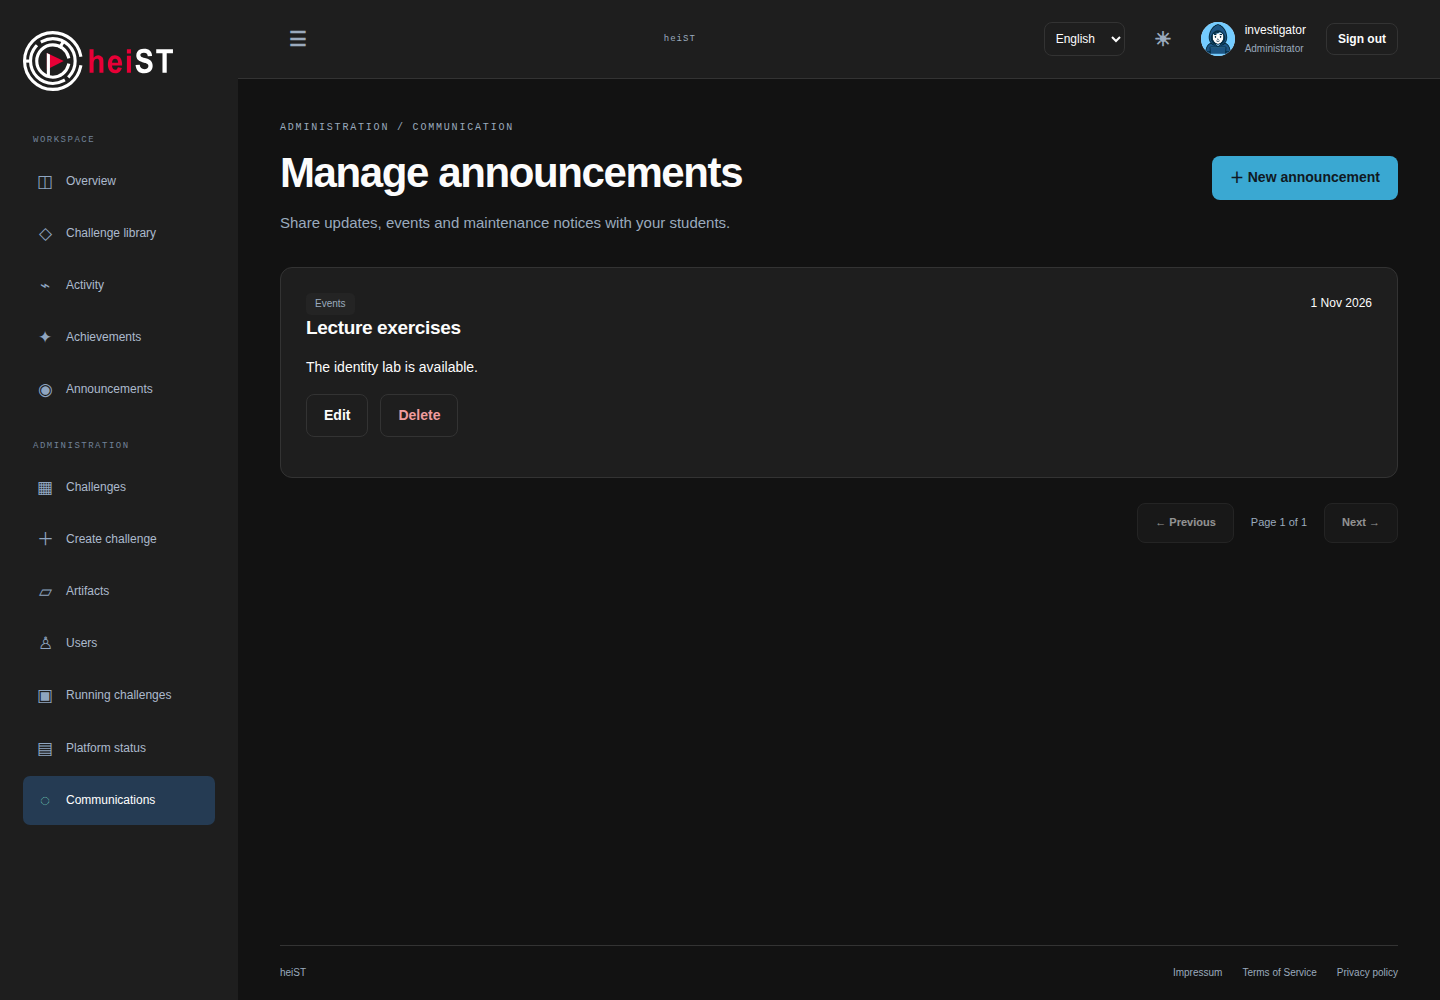 heiST
WORKSPACE
Overview
Challenge library
Activity
Achievements
Announcements
ADMINISTRATION
Challenges
Create challenge
Artifacts
Users
Running challenges
Platform status
Communications
heiST
English
investigator
Administrator
Sign out
ADMINISTRATION / COMMUNICATION
Manage announcements
+ New announcement
Share updates, events and maintenance notices with your students.
Events
1 Nov 2026
Lecture exercises
The identity lab is available.
Edit
Delete
← Previous
Page 1 of 1
Next →
heiST
Impressum
Terms of Service
Privacy policy